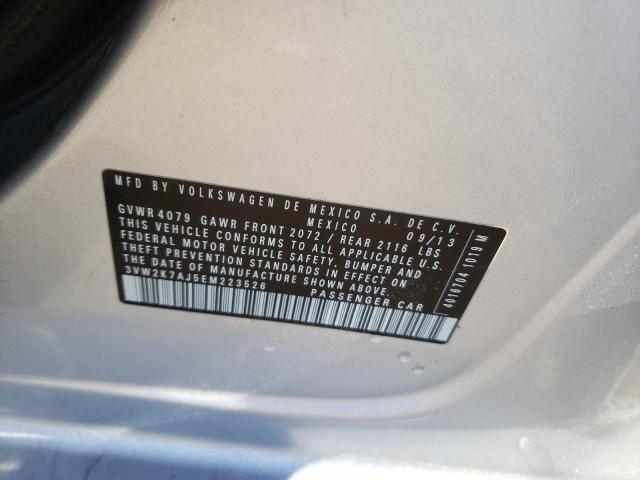 MFD BY VOLKSWAGEN DE MEXICO S.A. DE C.V.
MEXICO 09/13
GVWR 4079 GAWR FRONT 2072 / REAR 2116 LBS
THIS VEHICLE CONFORMS TO ALL APPLICABLE U.S.
FEDERAL MOTOR VEHICLE SAFETY, BUMPER AND
THEFT PREVENTION STANDARDS IN EFFECT ON
THE DATE OF MANUFACTURE SHOWN ABOVE.
3VW2K7AJ5EM223526 PASSENGER CAR
4016704 1019 M